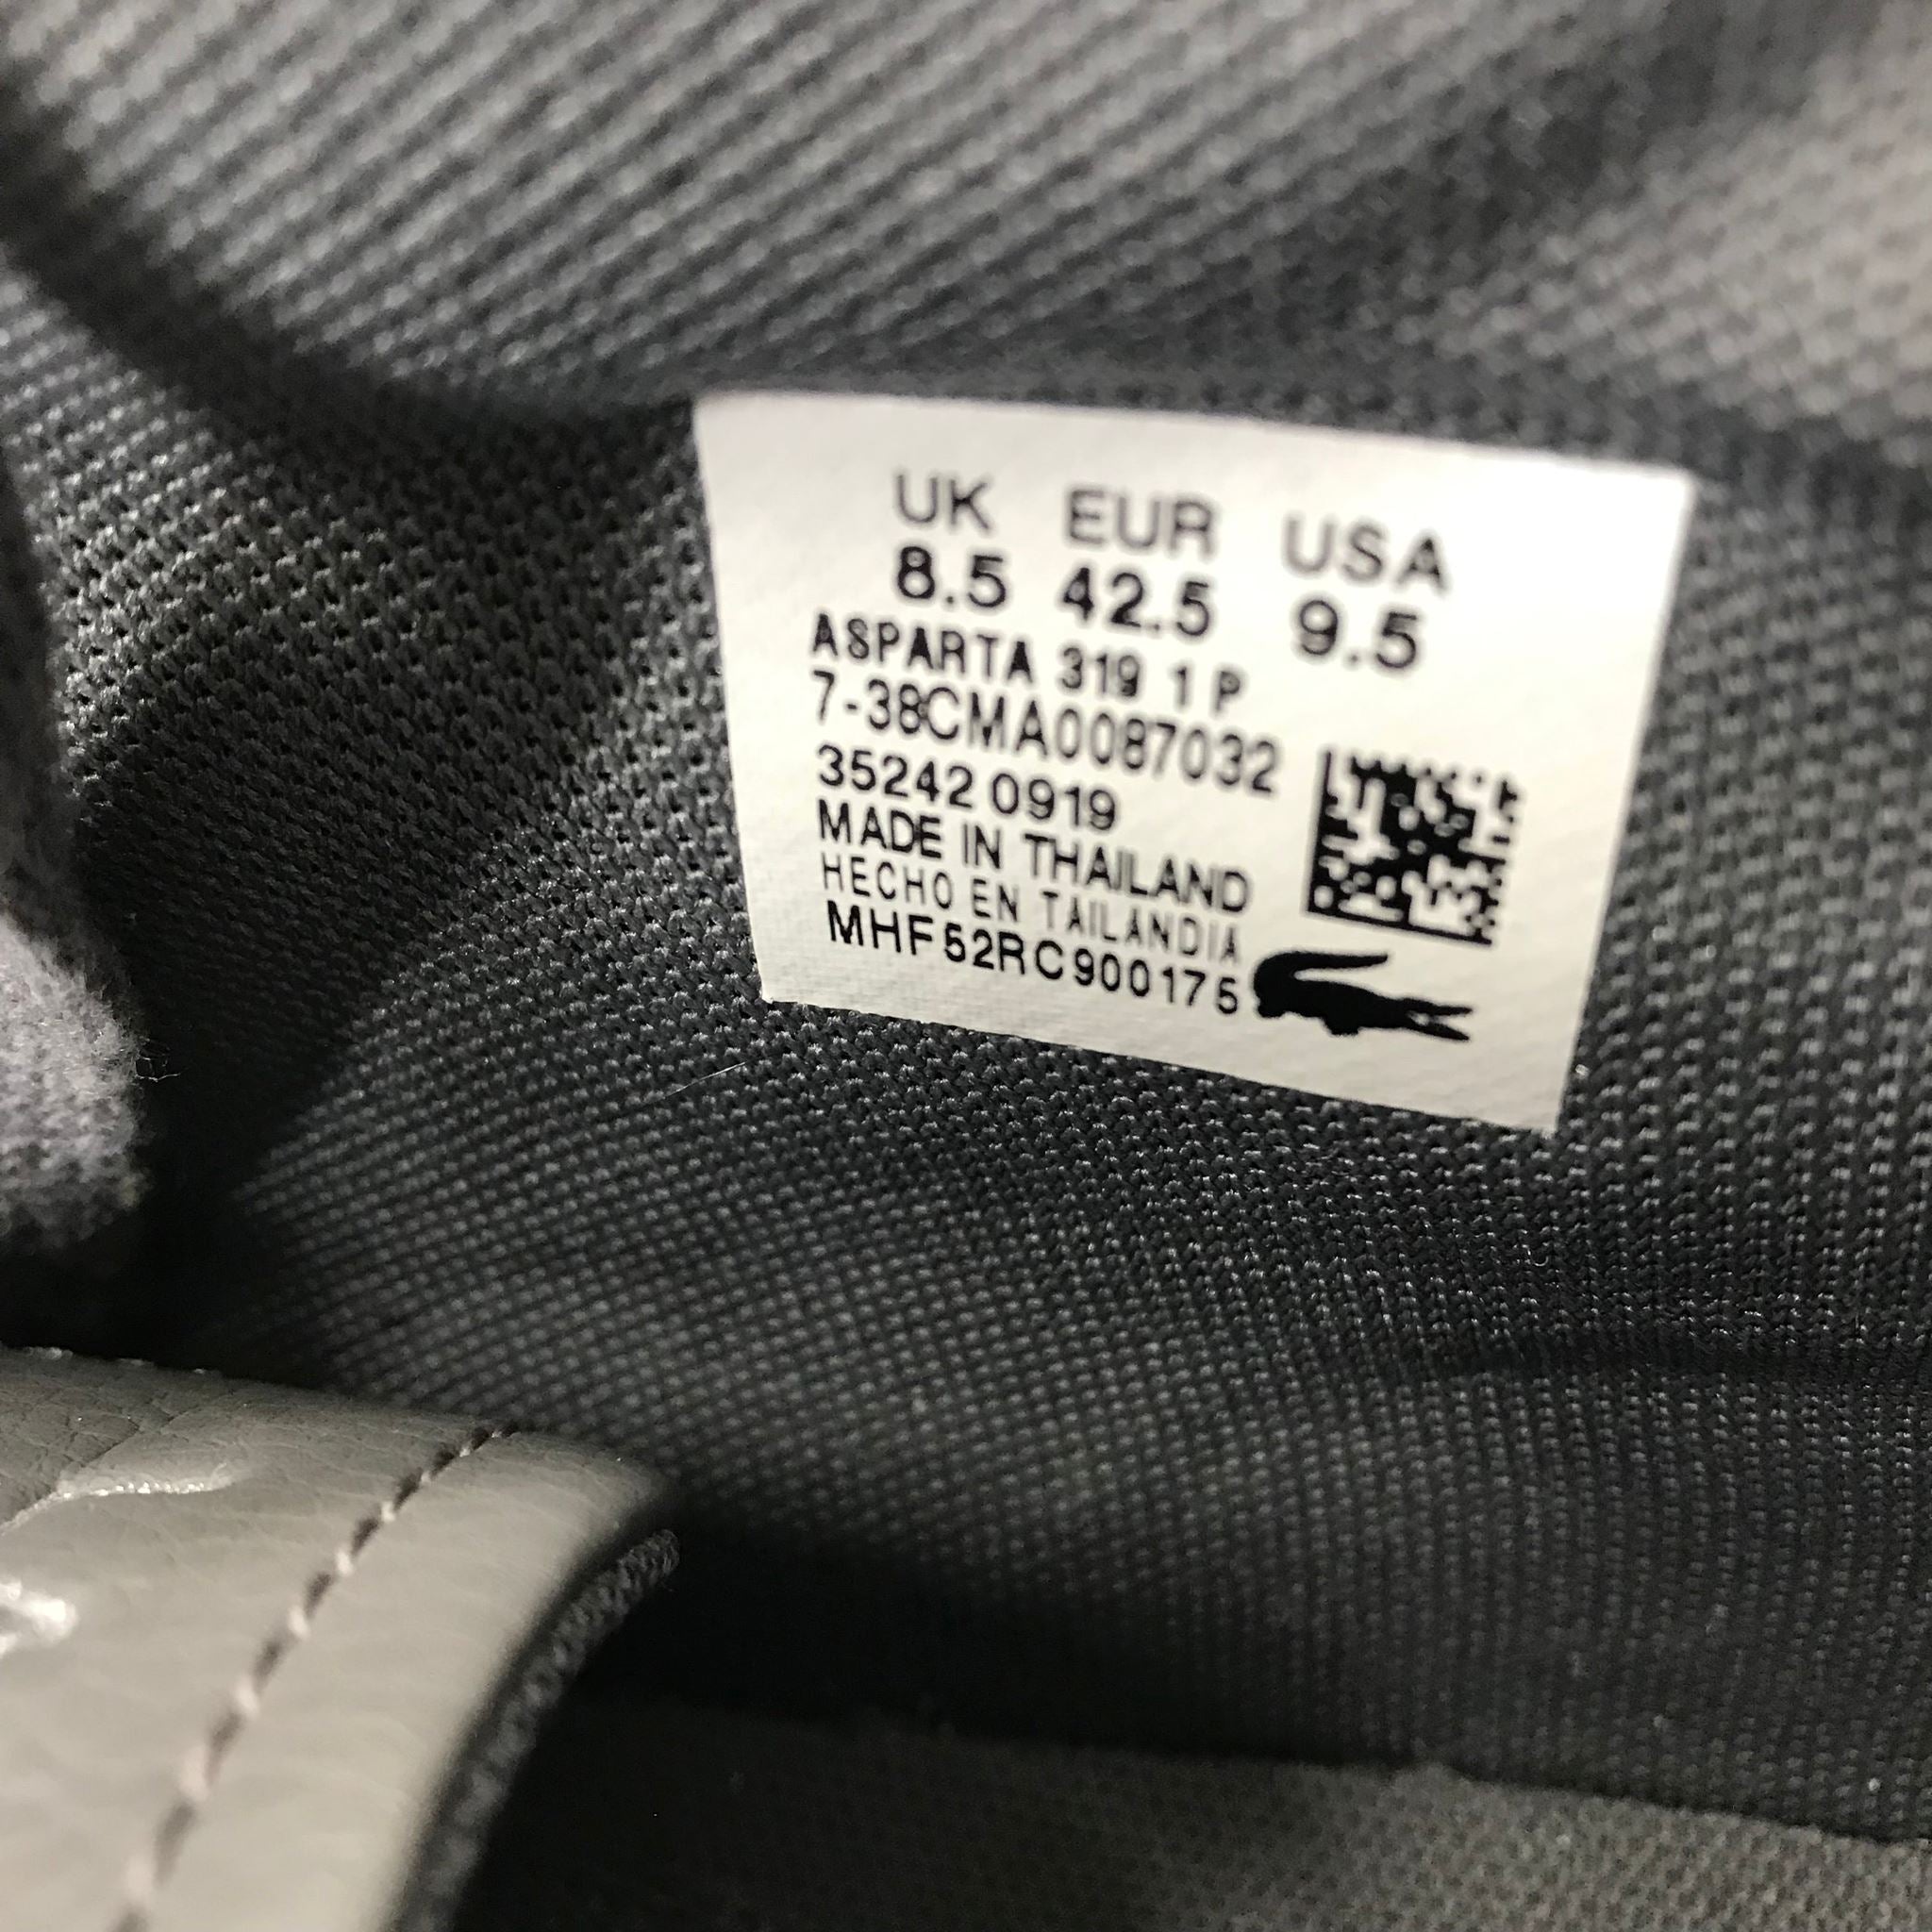 UK EUR USA
8.5 42.5 9.5
ASPARTA 319 1 P
7-38CMA0087032
35242 0919
MADE IN THAILAND
HECHO EN TAILANDIA
MHF52RC900175